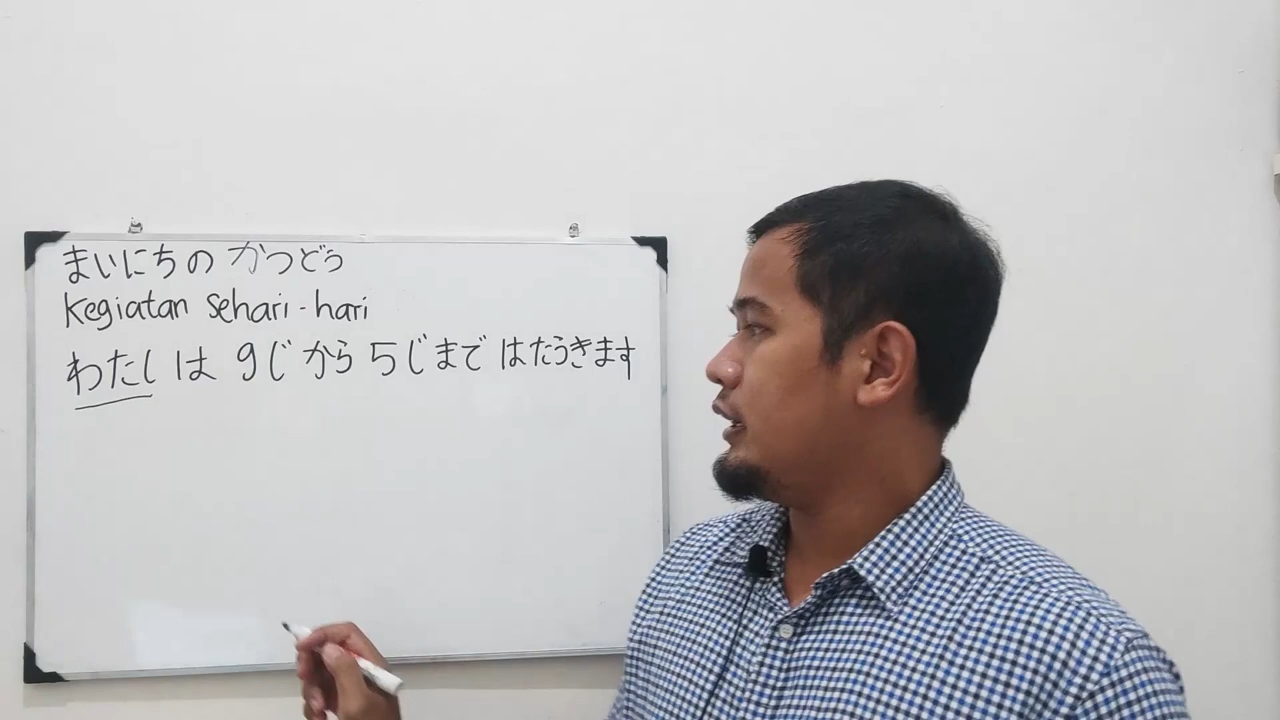 まいにちの かつどう
Kegiatan sehari-hari
わたし は 9じ から 5じ まで はたらきます